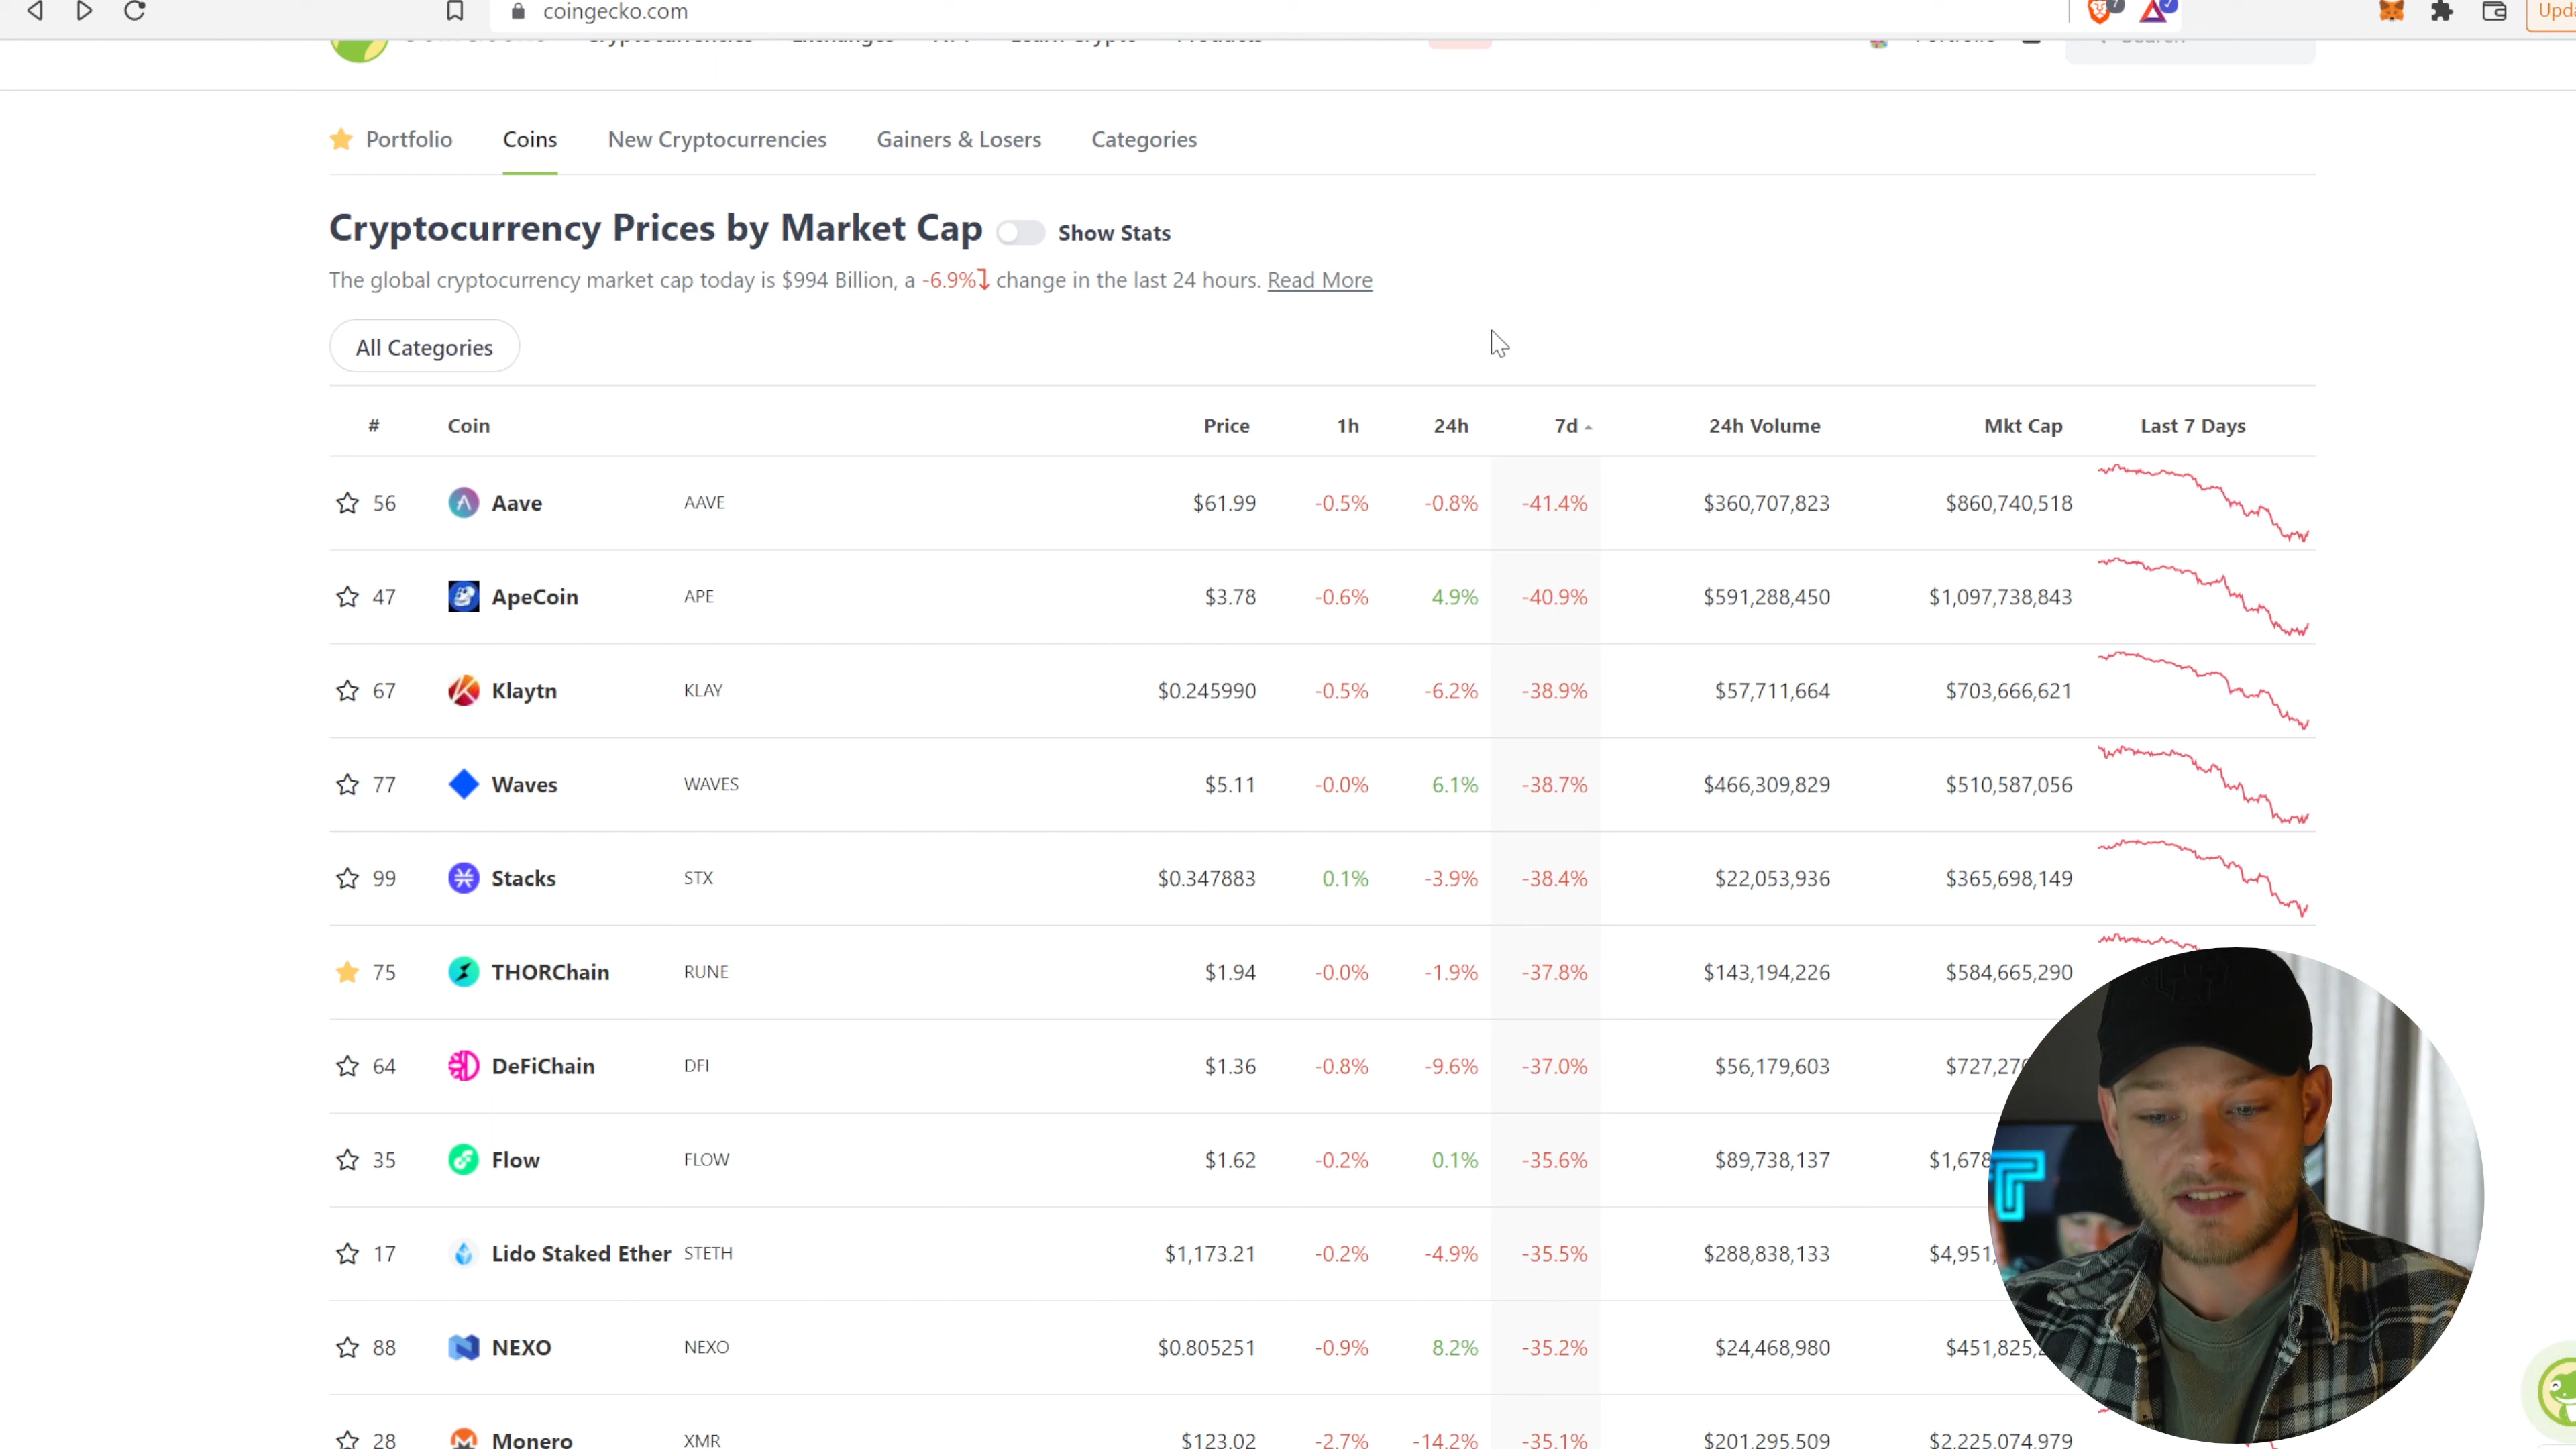 coingecko.com
Upda
Portfolio Coins New Cryptocurrencies Gainers & Losers Categories
Cryptocurrency Prices by Market Cap Show Stats
The global cryptocurrency market cap today is $994 Billion, a -6.9% change in the last 24 hours. Read More
All Categories
# Coin Price 1h 24h 7d 24h Volume Mkt Cap Last 7 Days
56 Aave AAVE $61.99 -0.5% -0.8% -41.4% $360,707,823 $860,740,518
47 ApeCoin APE $3.78 -0.6% 4.9% -40.9% $591,288,450 $1,097,738,843
67 Klaytn KLAY $0.245990 -0.5% -6.2% -38.9% $57,711,664 $703,666,621
77 Waves WAVES $5.11 -0.0% 6.1% -38.7% $466,309,829 $510,587,056
99 Stacks STX $0.347883 0.1% -3.9% -38.4% $22,053,936 $365,698,149
75 THORChain RUNE $1.94 -0.0% -1.9% -37.8% $143,194,226 $584,665,290
64 DeFiChain DFI $1.36 -0.8% -9.6% -37.0% $56,179,603 $727,27
35 Flow FLOW $1.62 -0.2% 0.1% -35.6% $89,738,137 $1,678
17 Lido Staked Ether STETH $1,173.21 -0.2% -4.9% -35.5% $288,838,133 $4,951
88 NEXO NEXO $0.805251 -0.9% 8.2% -35.2% $24,468,980 $451,825
28 Monero XMR $123.02 -2.7% -14.2% -35.1% $201,295,509 $2,225,074,979